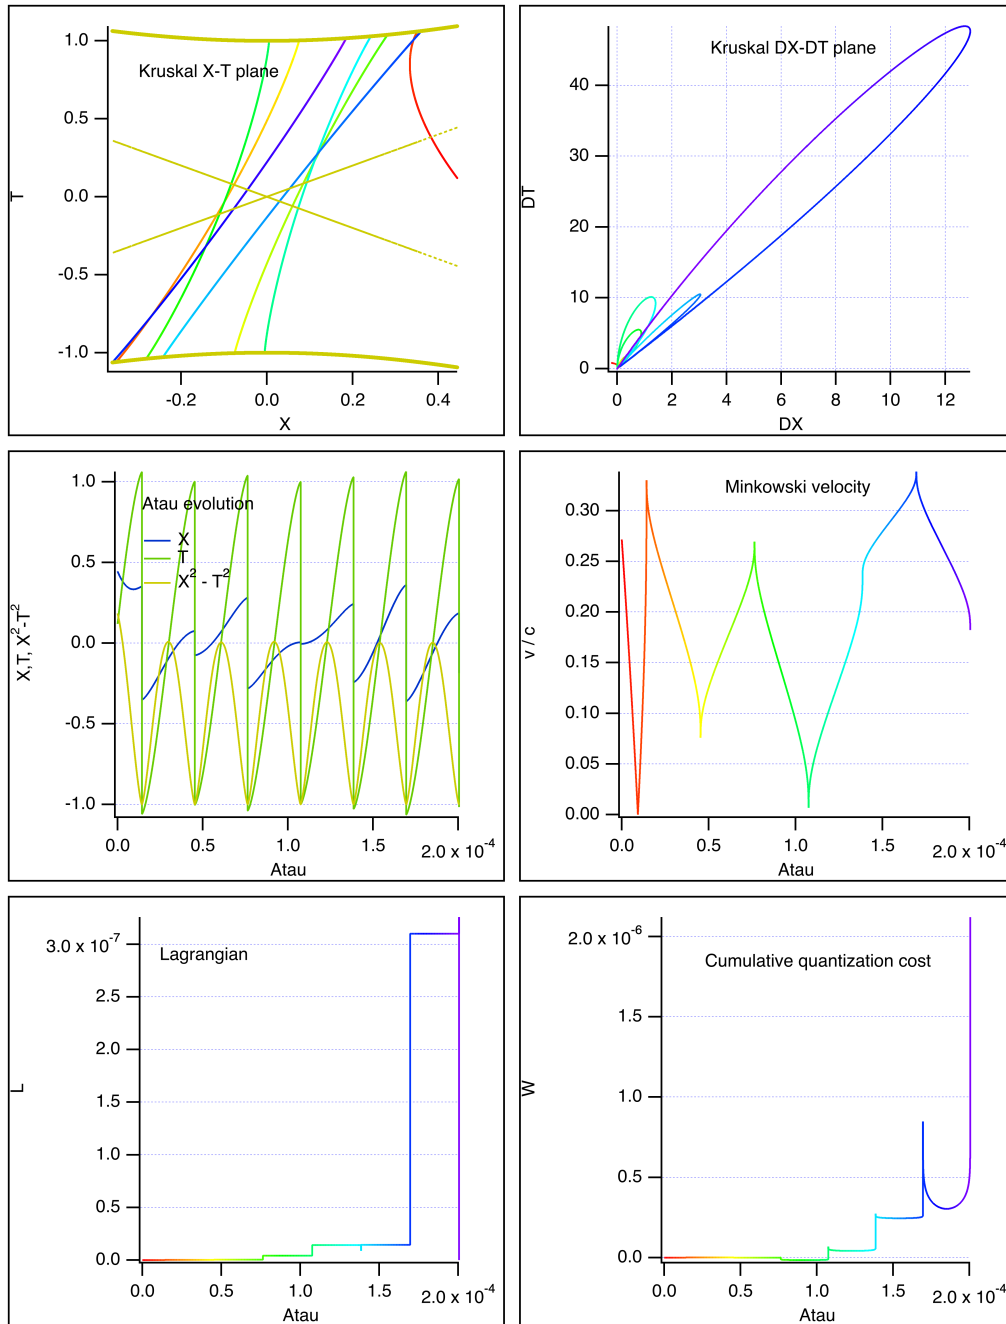 Kruskal X-T plane
1.0
0.5
0.0
-0.5
-1.0
T
-0.2 0.0 0.2 0.4
X
Kruskal DX-DT plane
40
30
20
10
0
DT
0 2 4 6 8 10 12
DX
Atau evolution
X
T
X² - T²
1.0
0.5
0.0
-0.5
-1.0
X,T, X²-T²
0.0 0.5 1.0 1.5 2.0 x 10⁻⁴
Atau
Minkowski velocity
0.30
0.25
0.20
0.15
0.10
0.05
0.00
v / c
0.0 0.5 1.0 1.5 2.0 x 10⁻⁴
Atau
Lagrangian
3.0 x 10⁻⁷
2.5
2.0
1.5
1.0
0.5
0.0
L
0.0 0.5 1.0 1.5 2.0 x 10⁻⁴
Atau
Cumulative quantization cost
2.0 x 10⁻⁶
1.5
1.0
0.5
0.0
W
0.0 0.5 1.0 1.5 2.0 x 10⁻⁴
Atau